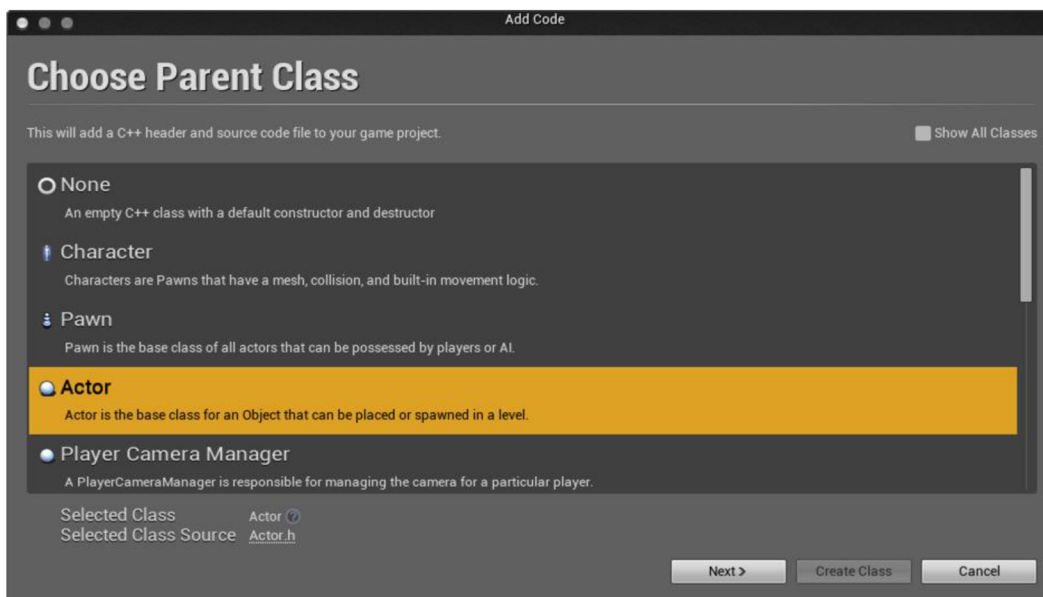 Add Code
Choose Parent Class
This will add a C++ header and source code file to your game project.
Show All Classes
None
An empty C++ class with a default constructor and destructor
Character
Characters are Pawns that have a mesh, collision, and built-in movement logic.
Pawn
Pawn is the base class of all actors that can be possessed by players or AI.
Actor
Actor is the base class for an Object that can be placed or spawned in a level.
Player Camera Manager
A PlayerCameraManager is responsible for managing the camera for a particular player.
Selected Class Actor ?
Selected Class Source Actor.h
Next > Create Class Cancel